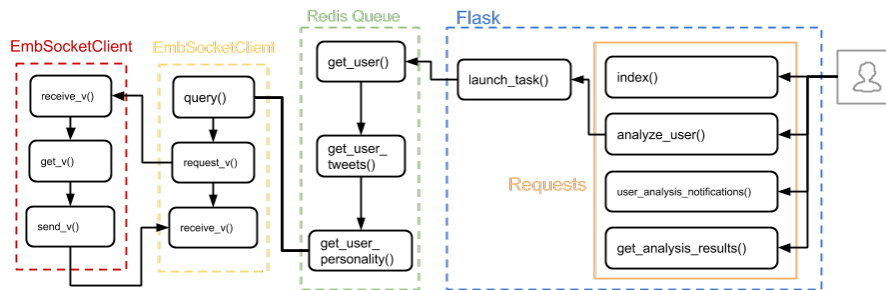 Redis Queue
Flask
EmbSocketClient
EmbSocketClient
get_user()
launch_task()
index()
receive_v()
query()
analyze_user()
get_v()
request_v()
get_user_
tweets()
Requests
user_analysis_notifications()
send_v()
receive_v()
get_user_
personality()
get_analysis_results()